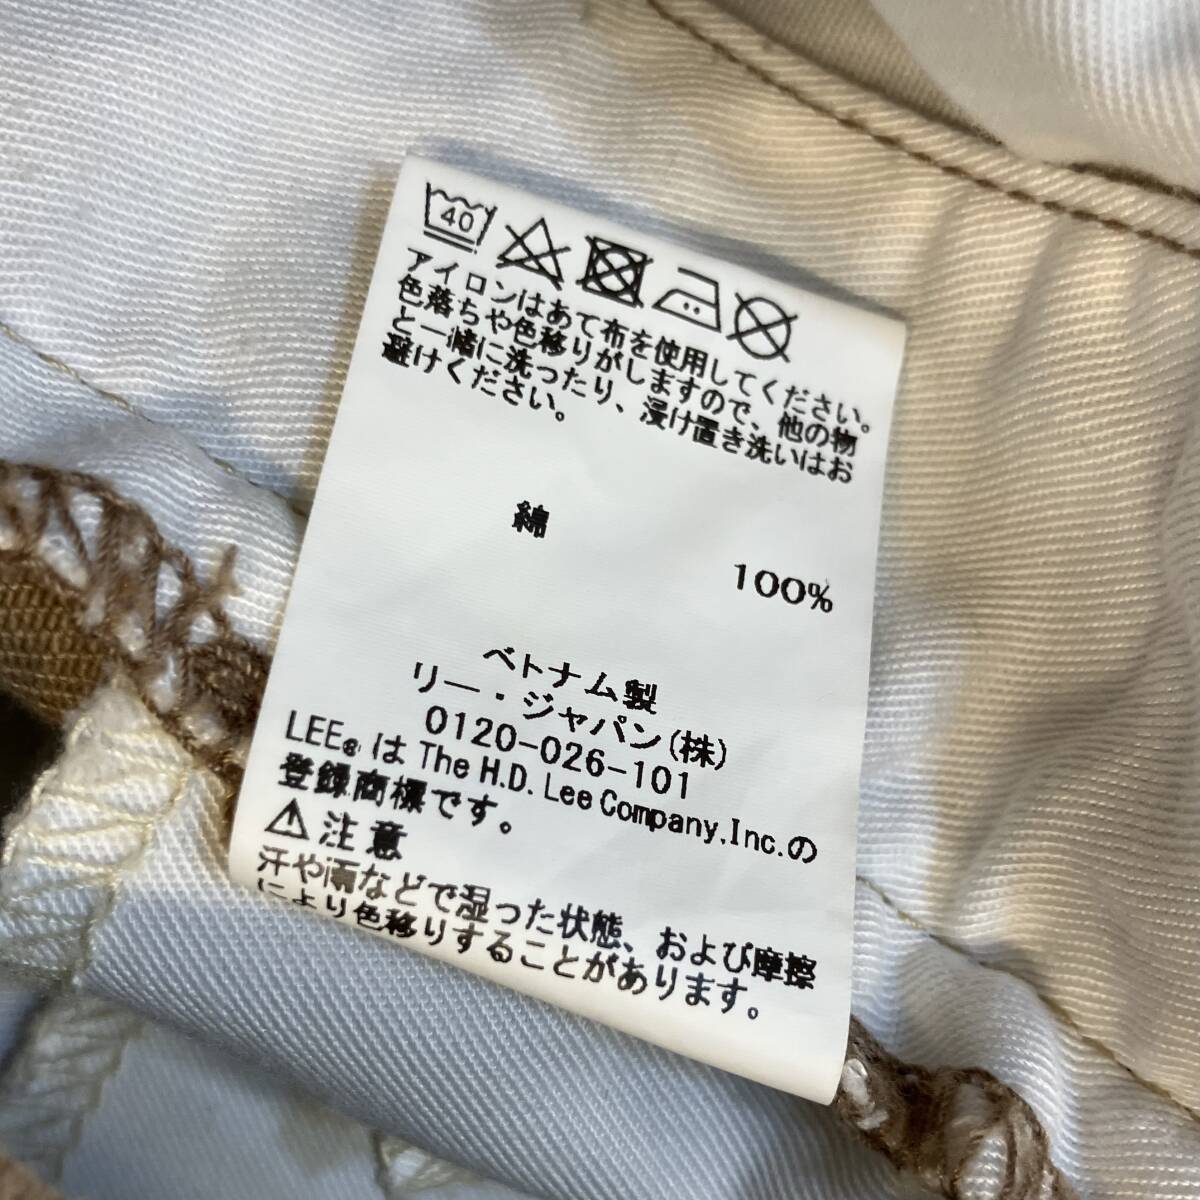 40
アイロンはあて布を使用してください。
色落ちや色移りがしますので、他の物
と一緒に洗ったり、浸け置き洗いはお
避けください。
綿
100%
ベトナム製
リー・ジャパン(株)
0120-026-101
LEE®は The H.D. Lee Company,Inc.の
登録商標です。
⚠注意
汗や雨などで湿った状態、および摩擦
により色移りすることがあります。